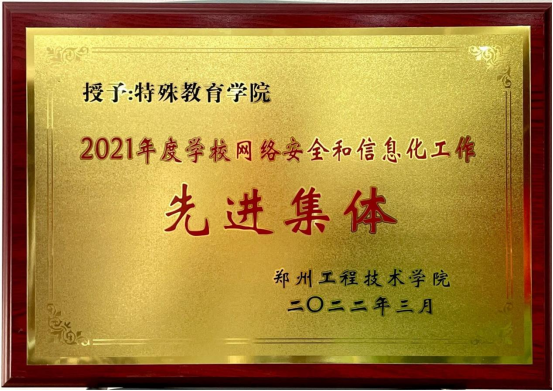 授予:特殊教育学院
2021年度学校网络安全和信息化工作
先进集体
郑州工程技术学院
二〇二二年三月